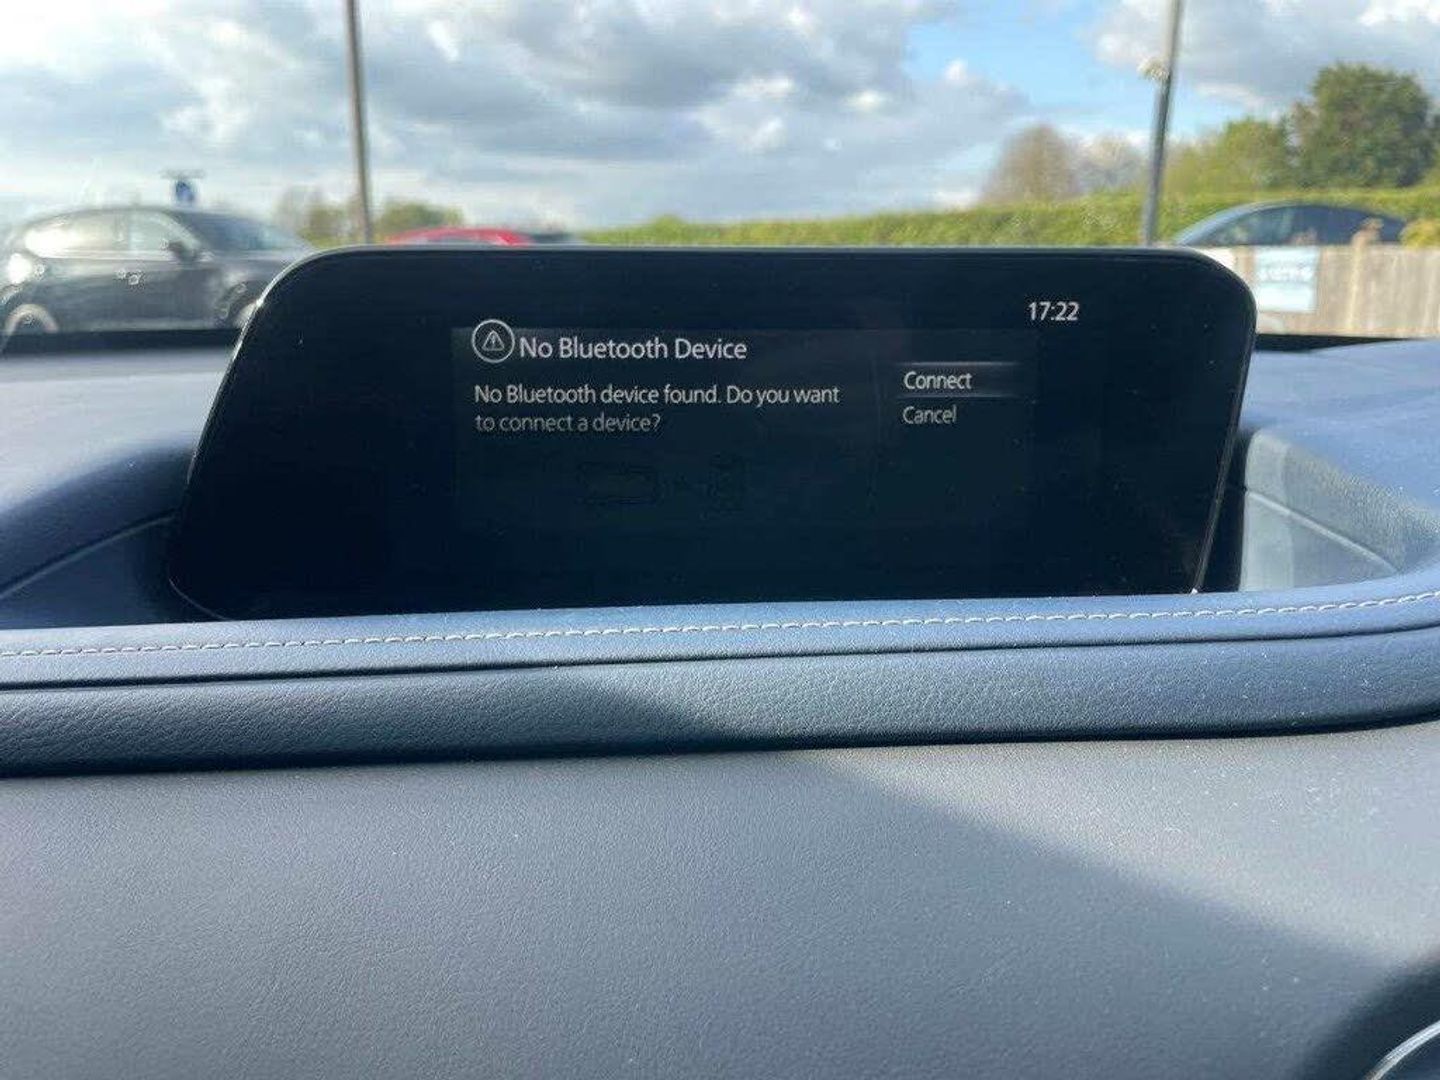 17:22
No Bluetooth Device
No Bluetooth device found. Do you want
to connect a device?
Connect
Cancel